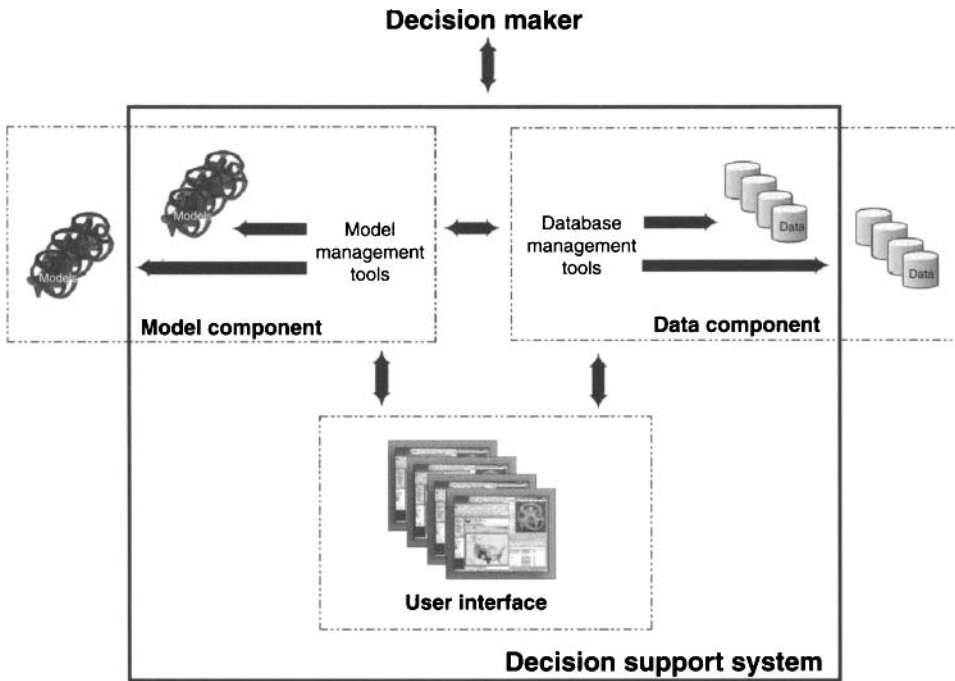 Decision maker
Models
Models
Model
management
tools
Model component
Database
management
tools
Data
Data
Data component
User interface
Decision support system